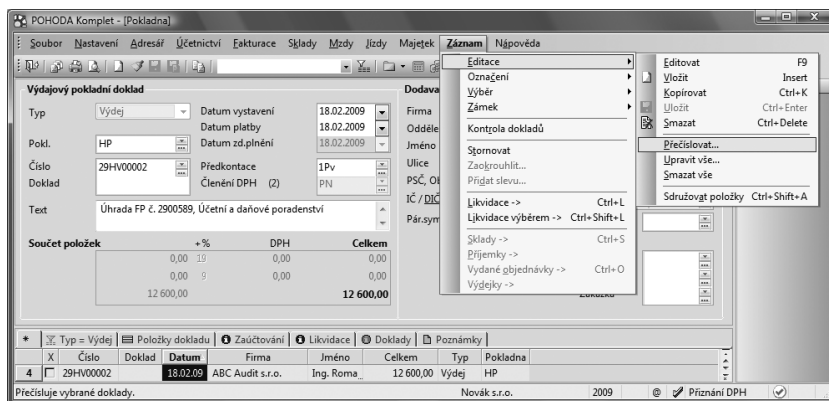 POHODA Komplet - [Pokladna]
Soubor Nastavení Adresář Účetnictví Fakturace Sklady Mzdy Jízdy Majetek Záznam Nápověda
Výdajový pokladní doklad
Typ Výdej
Pokl. HP
Číslo 29HV00002
Doklad
Datum vystavení 18.02.2009
Datum platby 18.02.2009
Datum zd.plnění 18.02.2009
Předkontace 1Pv
Členění DPH (2) PN
Text Úhrada FP č. 2900589, Účetní a daňové poradenství
Součet položek +% DPH Celkem
0,00 19 0,00 0,00
0,00 9 0,00 0,00
12 600,00 12 600,00
Dodava
Firma
Odděle
Jméno
Ulice
PSČ, Ob
IČ / DIČ
Pár.sym
Editace
Označení
Výběr
Zámek
Kontrola dokladů
Stornovat
Zaokrouhlit...
Přidat slevu...
Likvidace -> Ctrl+L
Likvidace výběrem -> Ctrl+Shift+L
Sklady -> Ctrl+S
Příjemky ->
Vydané objednávky -> Ctrl+O
Výdejky ->
Editovat F9
Vložit Insert
Kopírovat Ctrl+K
Uložit Ctrl+Enter
Smazat Ctrl+Delete
Přečíslovat...
Upravit vše...
Smazat vše
Sdružovat položky Ctrl+Shift+A
* Typ = Výdej Položky dokladu Zaúčtování Likvidace Doklady Poznámky
X Číslo Doklad Datum Firma Jméno Celkem Typ Pokladna
4 29HV00002 18.02.09 ABC Audit s.r.o. Ing. Roma... 12 600,00 Výdej HP
Přečísluje vybrané doklady. Novák s.r.o. 2009 @ Přiznání DPH